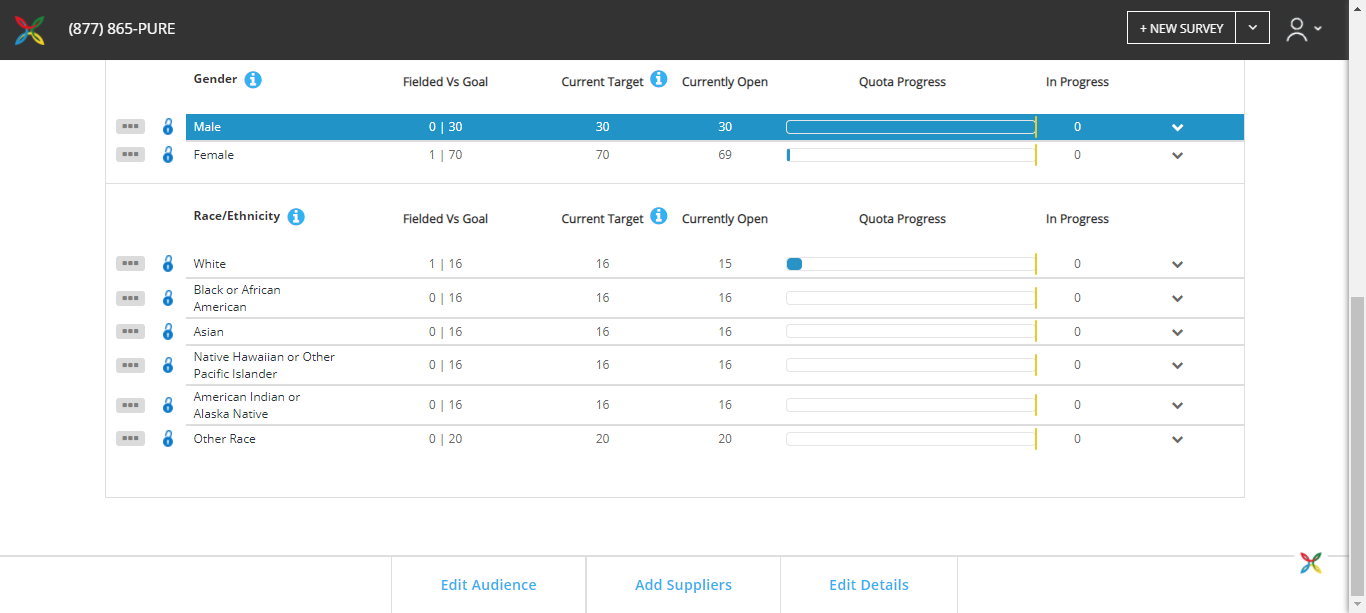 (877) 865-PURE
+ NEW SURVEY
Gender Fielded Vs Goal Current Target Currently Open Quota Progress In Progress
Male 0 | 30 30 30 0
Female 1 | 70 70 69 0
Race/Ethnicity Fielded Vs Goal Current Target Currently Open Quota Progress In Progress
White 1 | 16 16 15 0
Black or African
American 0 | 16 16 16 0
Asian 0 | 16 16 16 0
Native Hawaiian or Other
Pacific Islander 0 | 16 16 16 0
American Indian or
Alaska Native 0 | 16 16 16 0
Other Race 0 | 20 20 20 0
Edit Audience Add Suppliers Edit Details